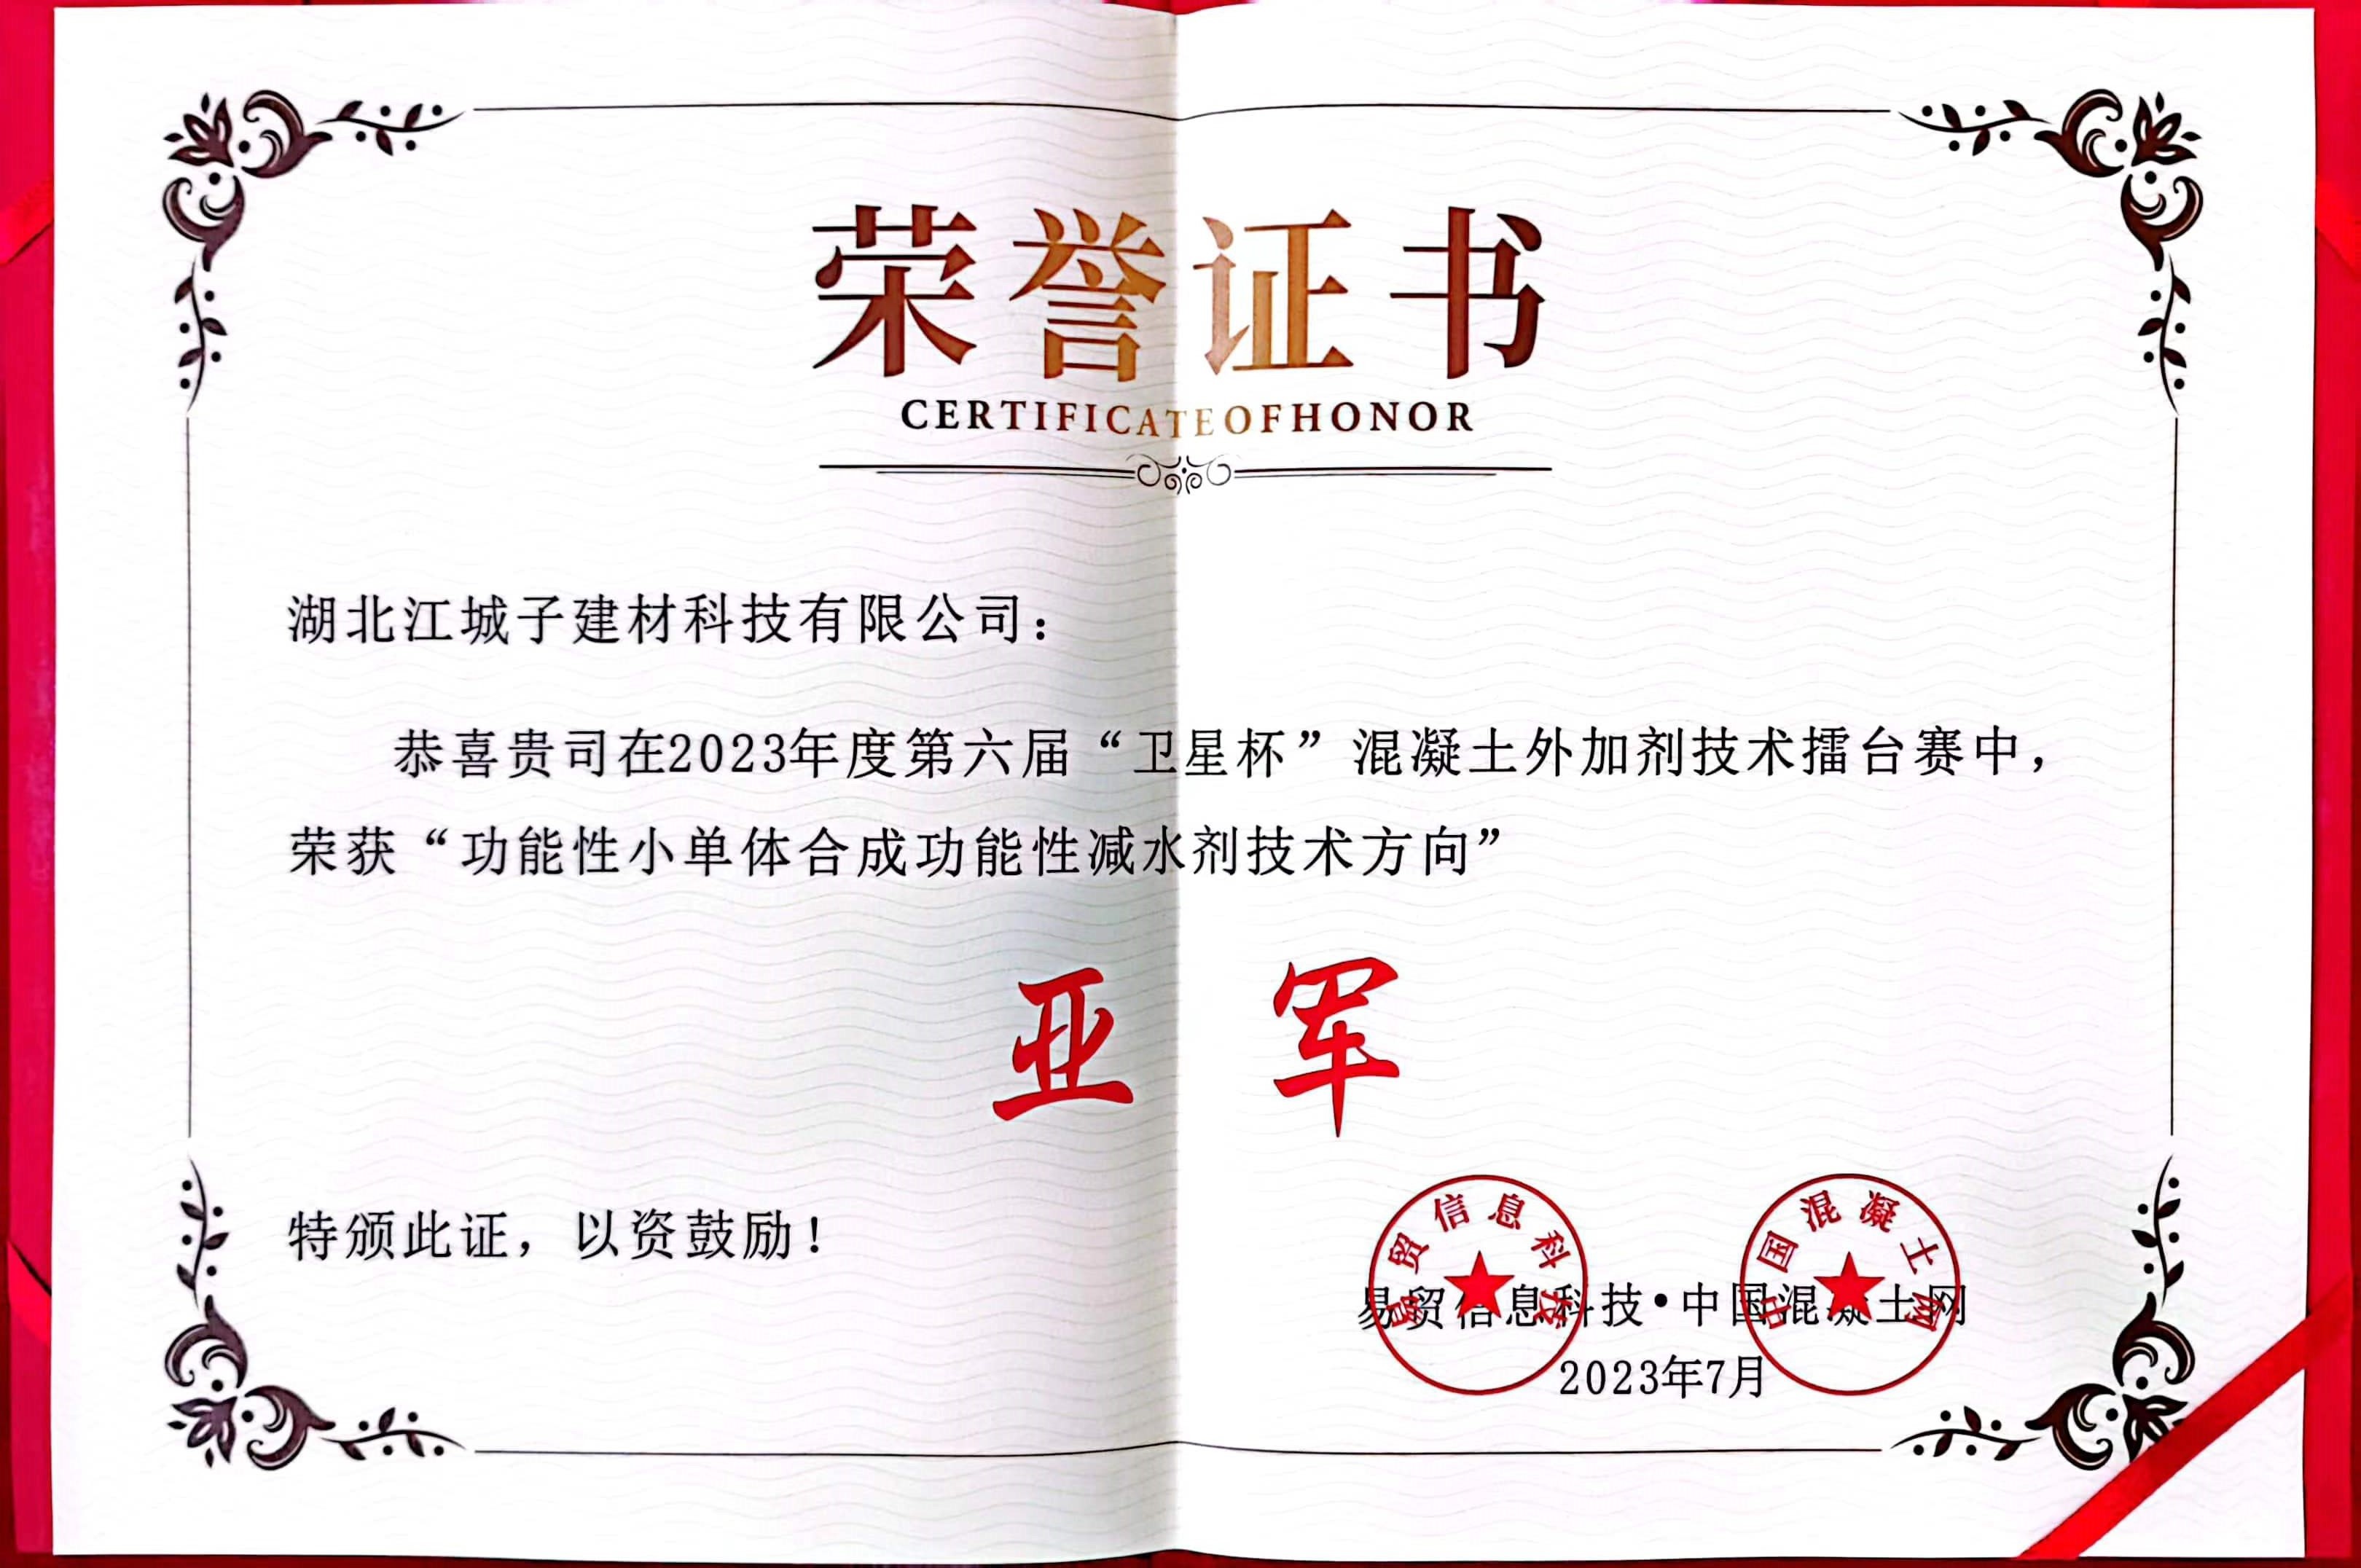 荣誉证书
CERTIFICATEOFHONOR
湖北江城子建材科技有限公司：
恭喜贵司在2023年度第六届“卫星杯”混凝土外加剂技术擂台赛中，
荣获“功能性小单体合成功能性减水剂技术方向”
亚军
特颁此证，以资鼓励！
易贸信息科技
中国混凝土网
易贸信息科技•中国混凝土网
2023年7月